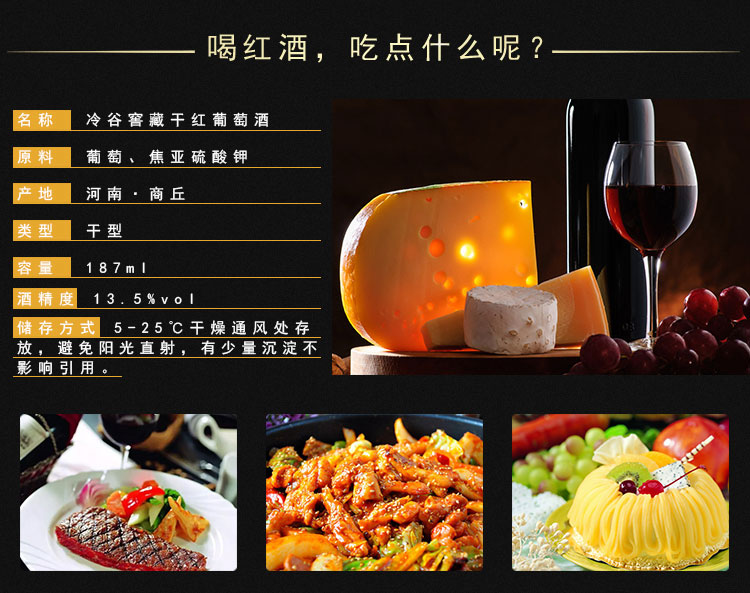 喝红酒，吃点什么呢？
名称 冷谷窖藏干红葡萄酒
原料 葡萄、焦亚硫酸钾
产地 河南·商丘
类型 干型
容量 187ml
酒精度 13.5%vol
储存方式 5-25℃干燥通风处存
放，避免阳光直射，有少量沉淀不
影响引用。